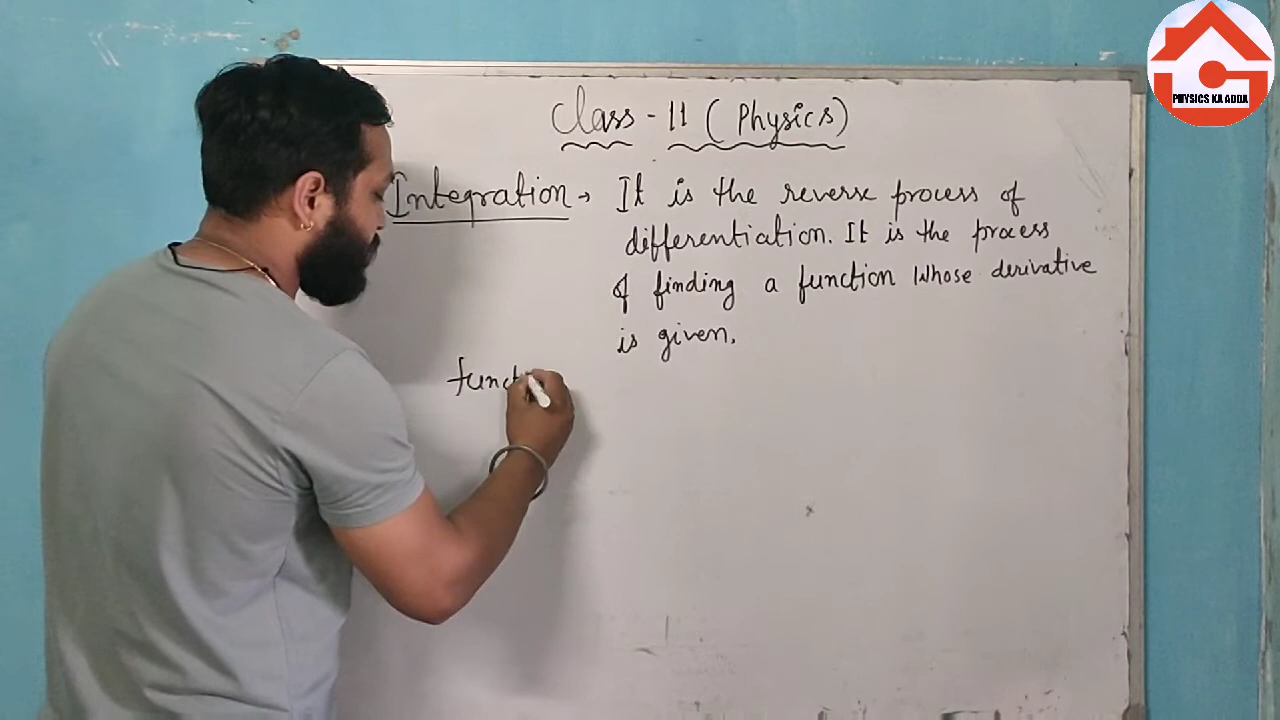 Class - 11 (Physics)
Integration → It is the reverse process of
differentiation. It is the process
of finding a function whose derivative
is given.
funct
PHYSICS KA ADDA